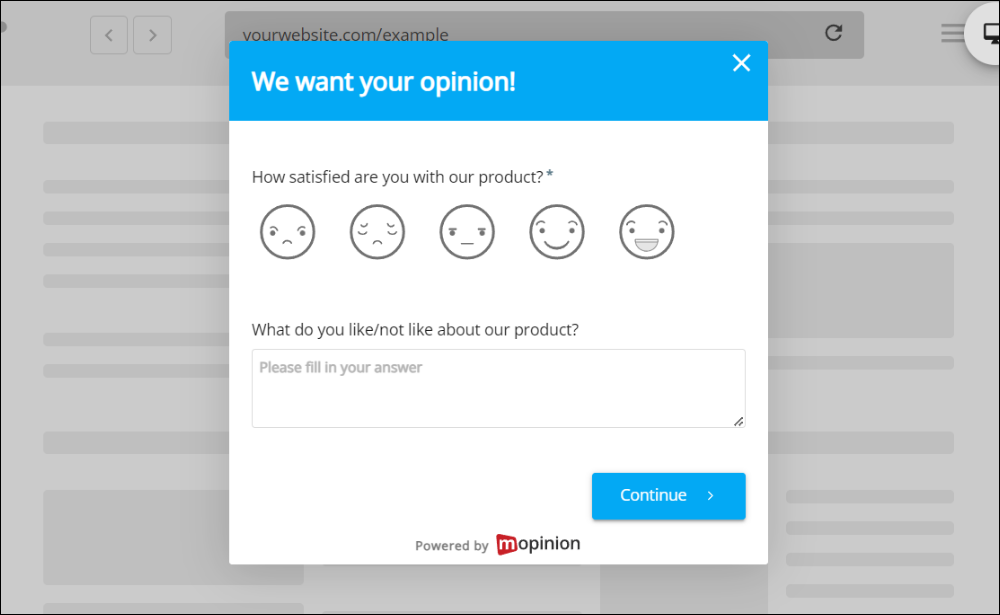 yourwebsite.com/example
We want your opinion!
How satisfied are you with our product?*
What do you like/not like about our product?
Please fill in your answer
Continue
Powered by mopinion